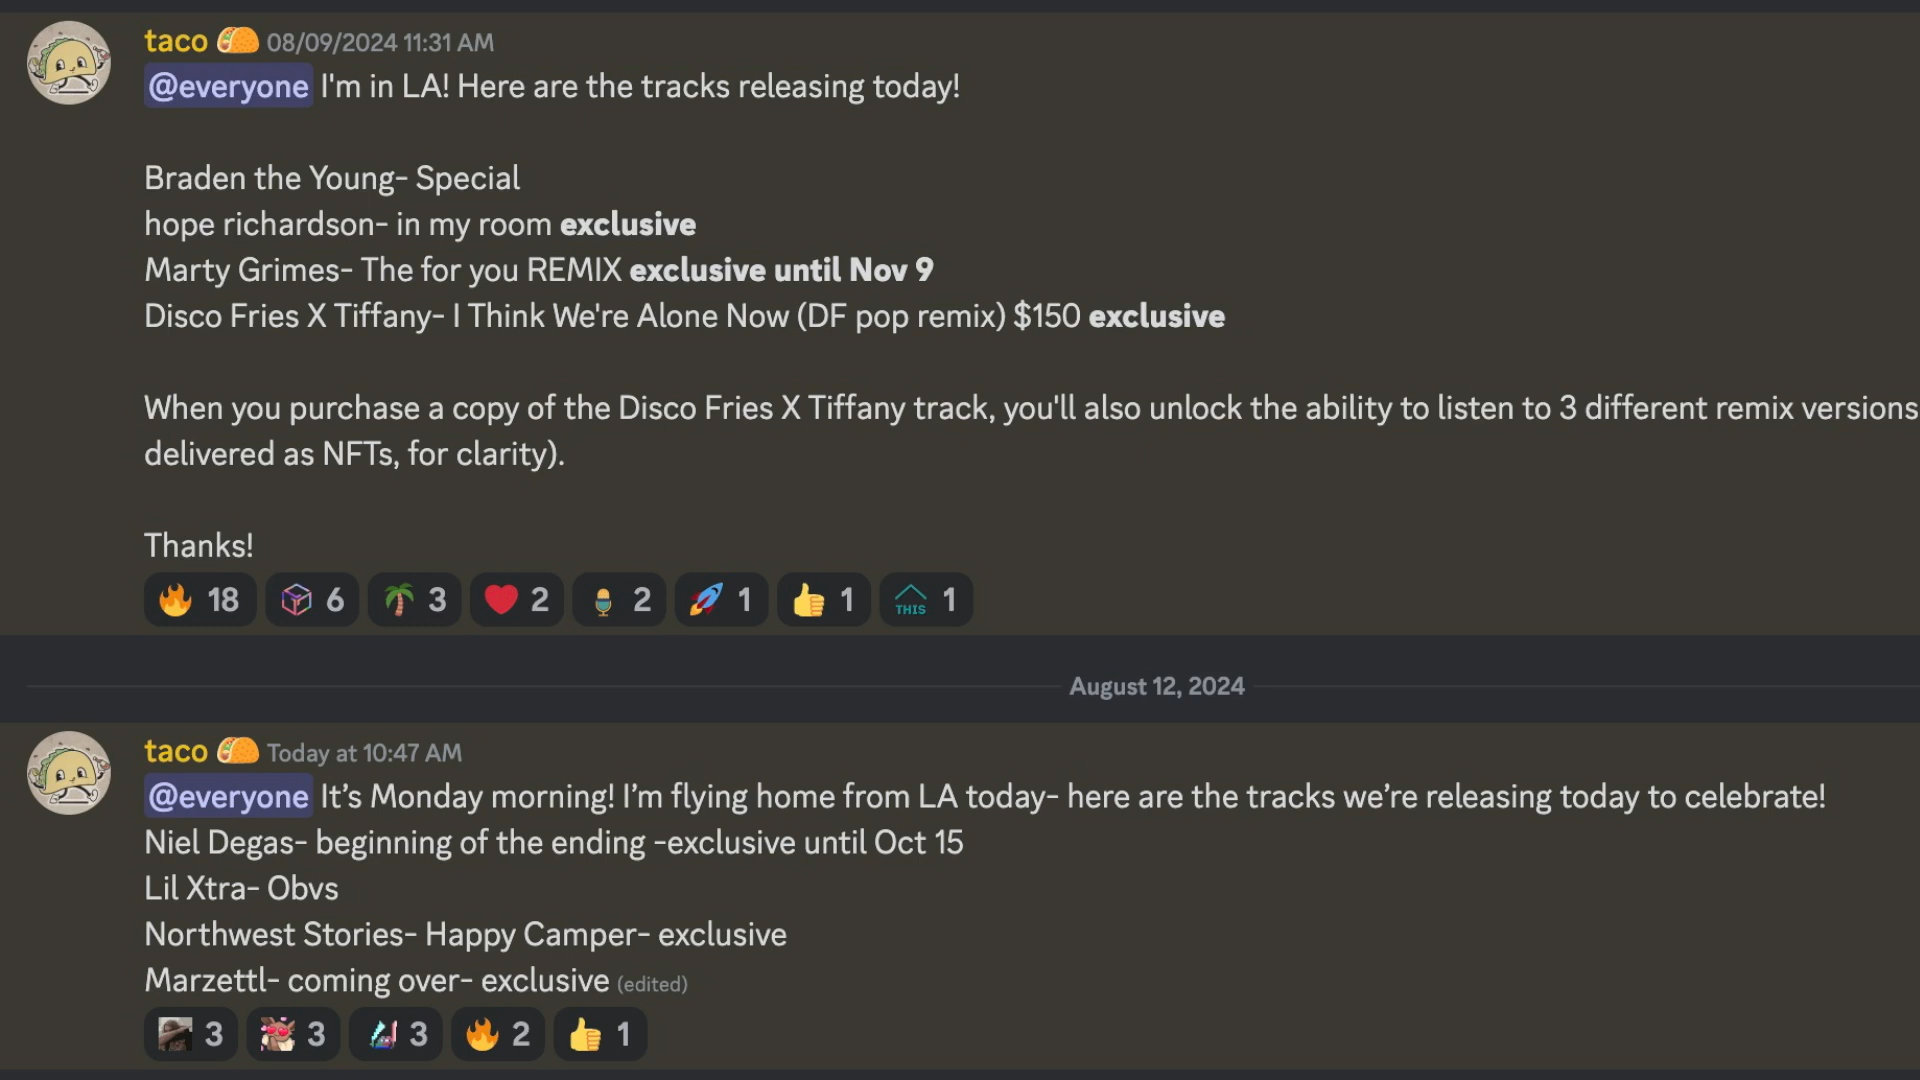 taco 08/09/2024 11:31 AM
@everyone I'm in LA! Here are the tracks releasing today!
Braden the Young- Special
hope richardson- in my room exclusive
Marty Grimes- The for you REMIX exclusive until Nov 9
Disco Fries X Tiffany- I Think We're Alone Now (DF pop remix) $150 exclusive
When you purchase a copy of the Disco Fries X Tiffany track, you'll also unlock the ability to listen to 3 different remix versions
delivered as NFTs, for clarity).
Thanks!
18 6 3 2 2 1 1 THIS 1
August 12, 2024
taco Today at 10:47 AM
@everyone It’s Monday morning! I’m flying home from LA today- here are the tracks we’re releasing today to celebrate!
Niel Degas- beginning of the ending -exclusive until Oct 15
Lil Xtra- Obvs
Northwest Stories- Happy Camper- exclusive
Marzettl- coming over- exclusive (edited)
3 3 3 2 1